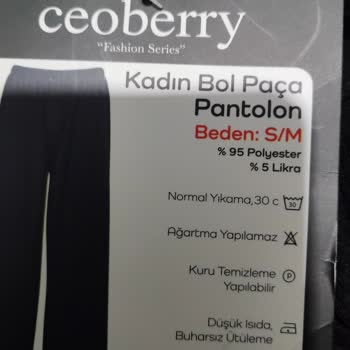 ceoberry
"Fashion Series"
Kadın Bol Paça
Pantolon
Beden: S/M
% 95 Polyester
% 5 Likra
Normal Yıkama, 30 c
30
Ağartma Yapılamaz
Kuru Temizleme
Yapılabilir
P
Düşük Isıda,
Buharsız Ütüleme